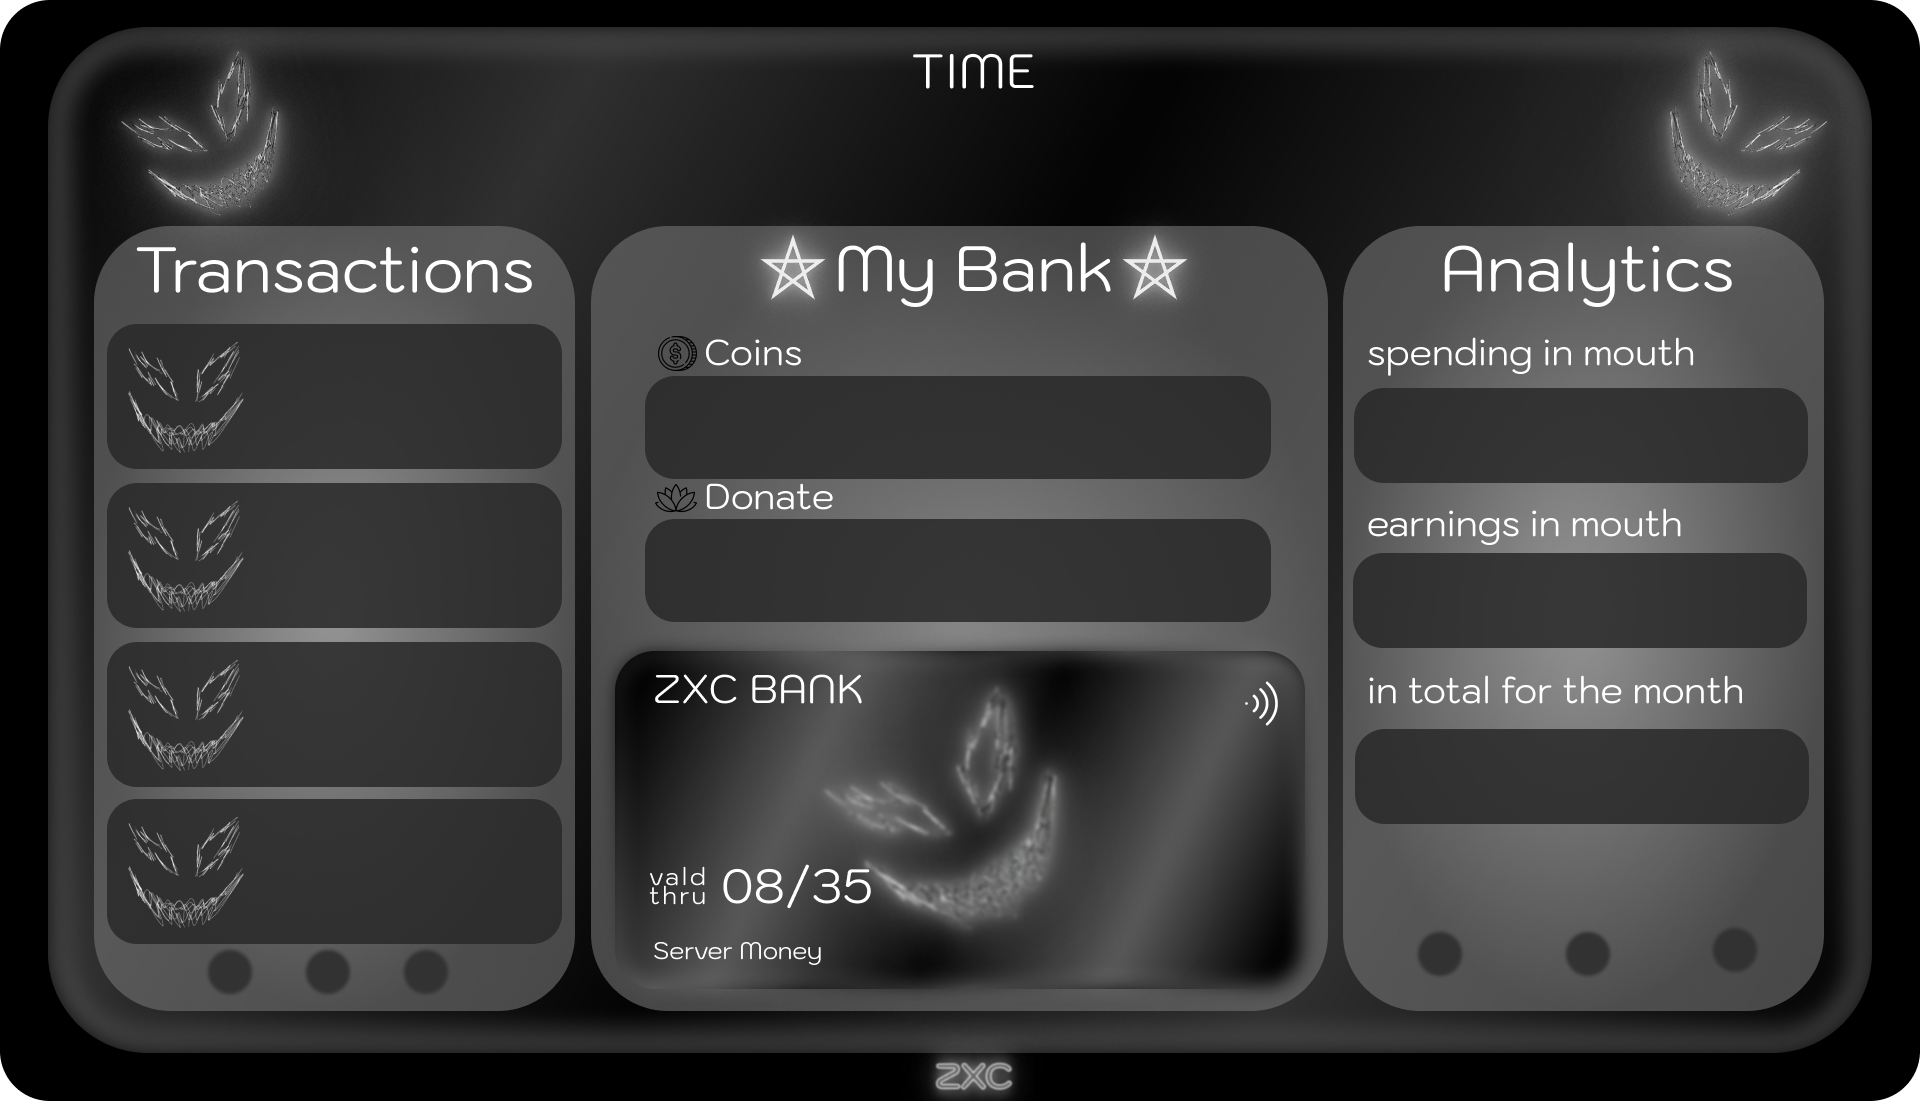 TIME
Transactions
My Bank
Coins
Donate
ZXC BANK
vald
thru 08/35
Server Money
Analytics
spending in mouth
earnings in mouth
in total for the month
ZXC